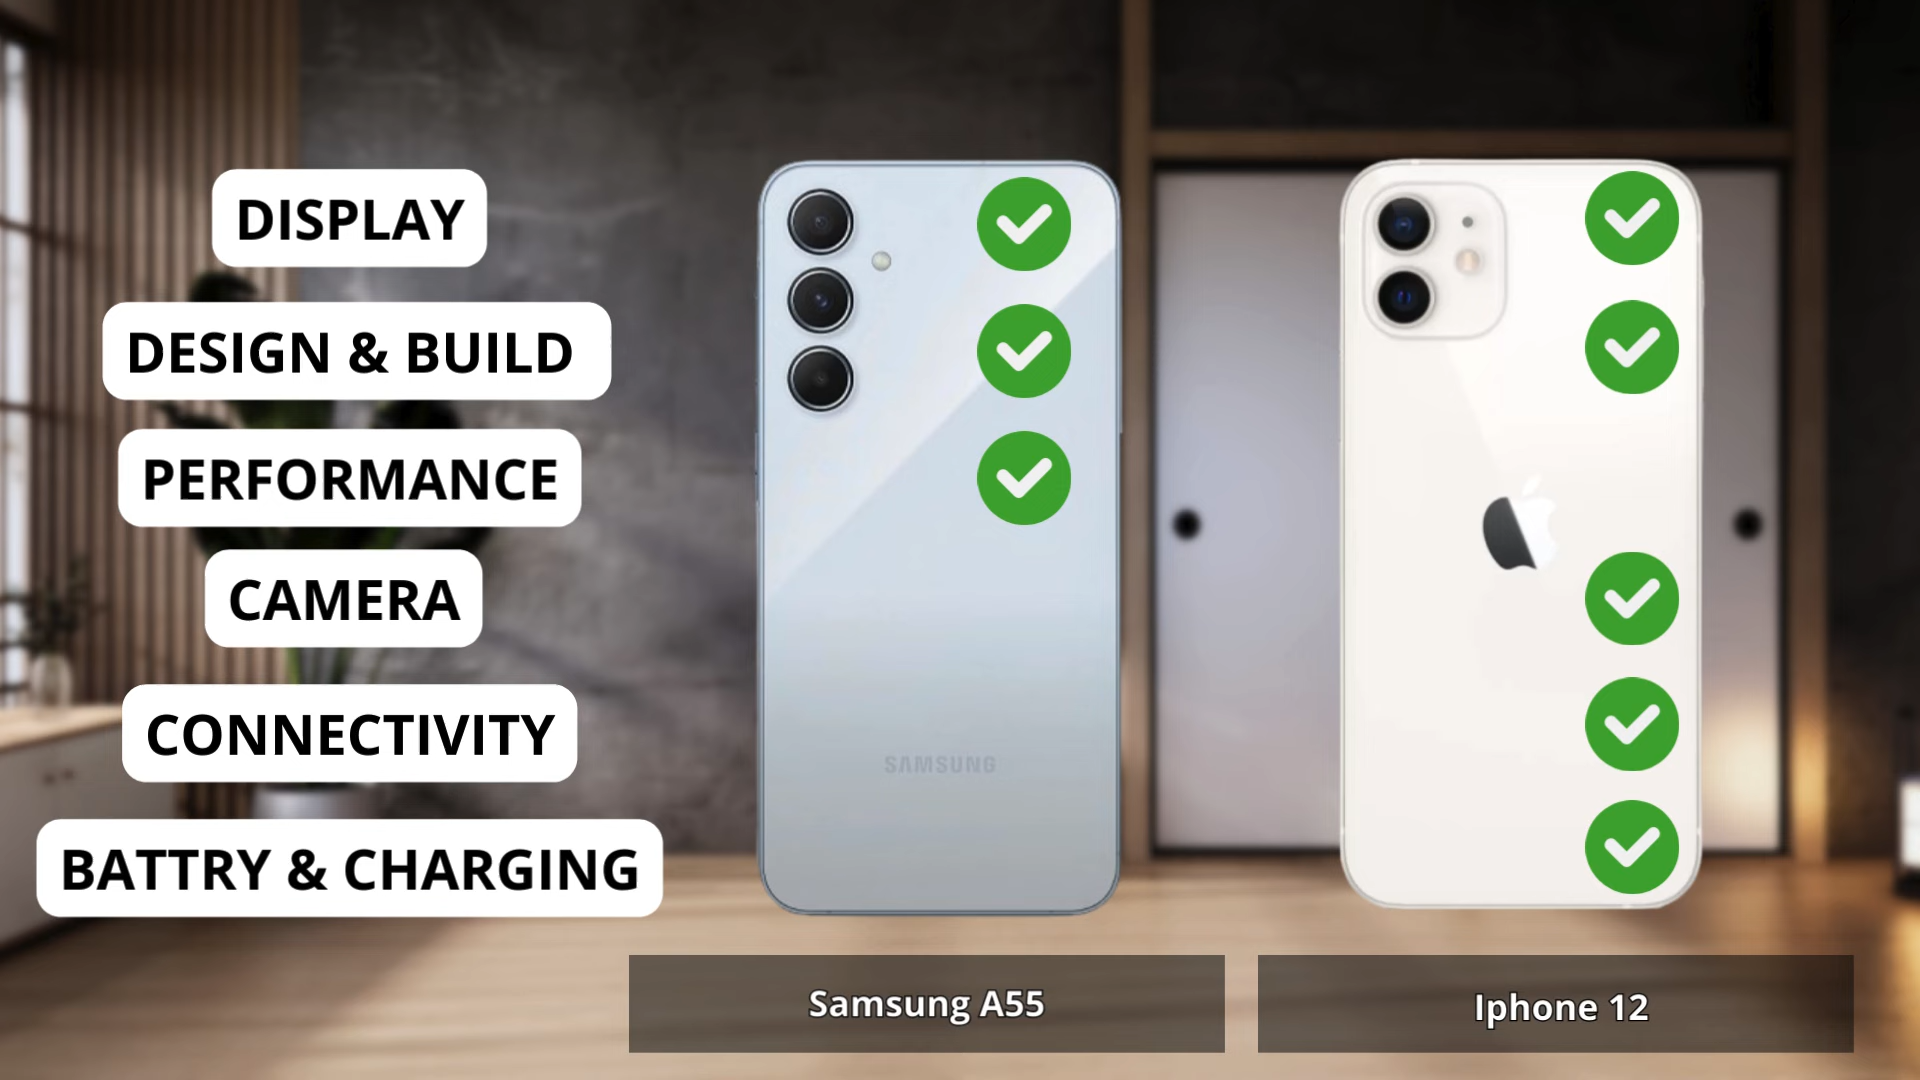 DISPLAY
DESIGN & BUILD
PERFORMANCE
CAMERA
CONNECTIVITY
BATTRY & CHARGING
SAMSUNG
Samsung A55
Iphone 12